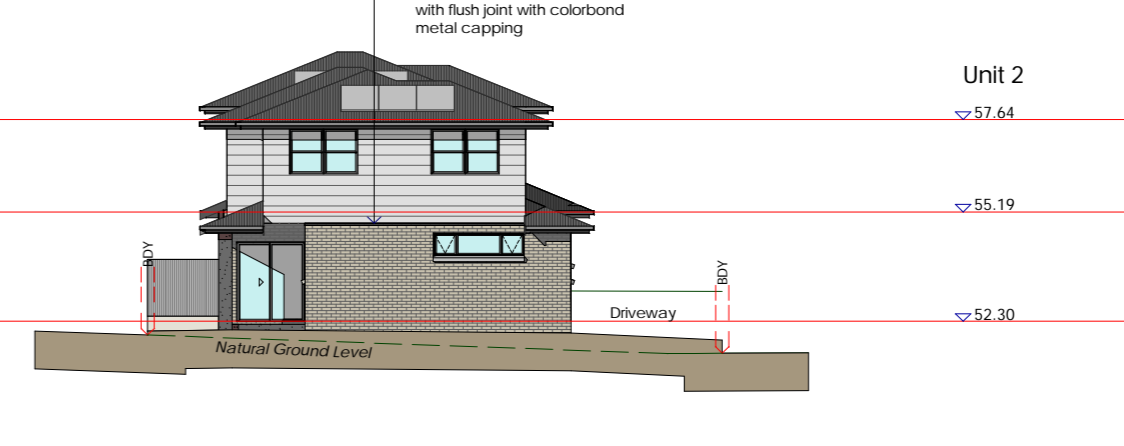 with flush joint with colorbond
metal capping
Unit 2
57.64
55.19
BDY
BDY
Driveway
52.30
Natural Ground Level